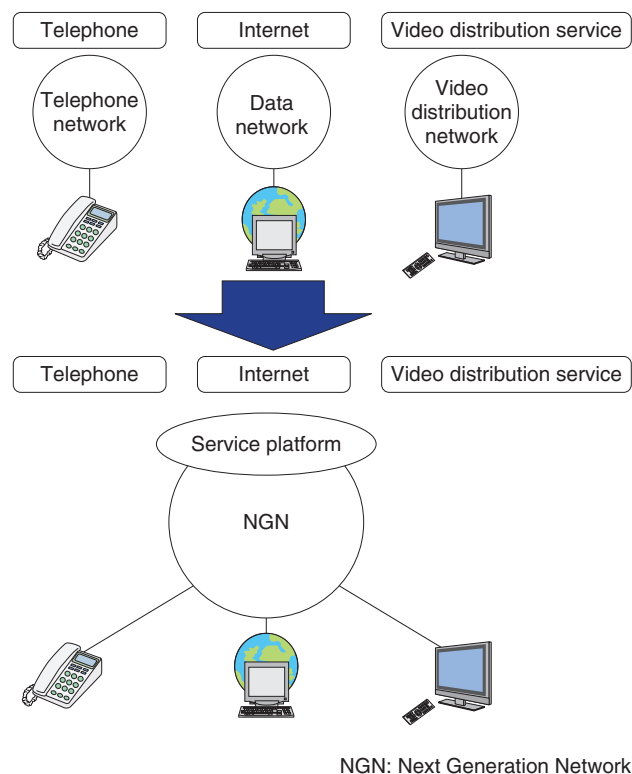 Telephone
Internet
Video distribution service
Telephone
network
Data
network
Video
distribution
network
Telephone
Internet
Video distribution service
Service platform
NGN
NGN: Next Generation Network